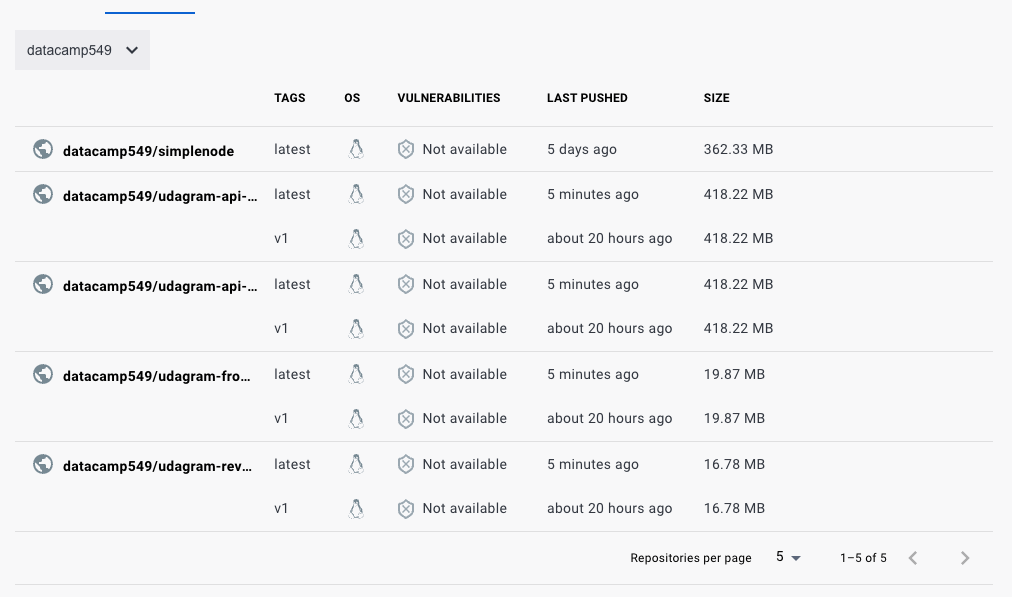 datacamp549
TAGS OS VULNERABILITIES LAST PUSHED SIZE
datacamp549/simplenode latest Not available 5 days ago 362.33 MB
datacamp549/udagram-api-... latest Not available 5 minutes ago 418.22 MB
v1 Not available about 20 hours ago 418.22 MB
datacamp549/udagram-api-... latest Not available 5 minutes ago 418.22 MB
v1 Not available about 20 hours ago 418.22 MB
datacamp549/udagram-fro... latest Not available 5 minutes ago 19.87 MB
v1 Not available about 20 hours ago 19.87 MB
datacamp549/udagram-rev... latest Not available 5 minutes ago 16.78 MB
v1 Not available about 20 hours ago 16.78 MB
Repositories per page 5 1–5 of 5